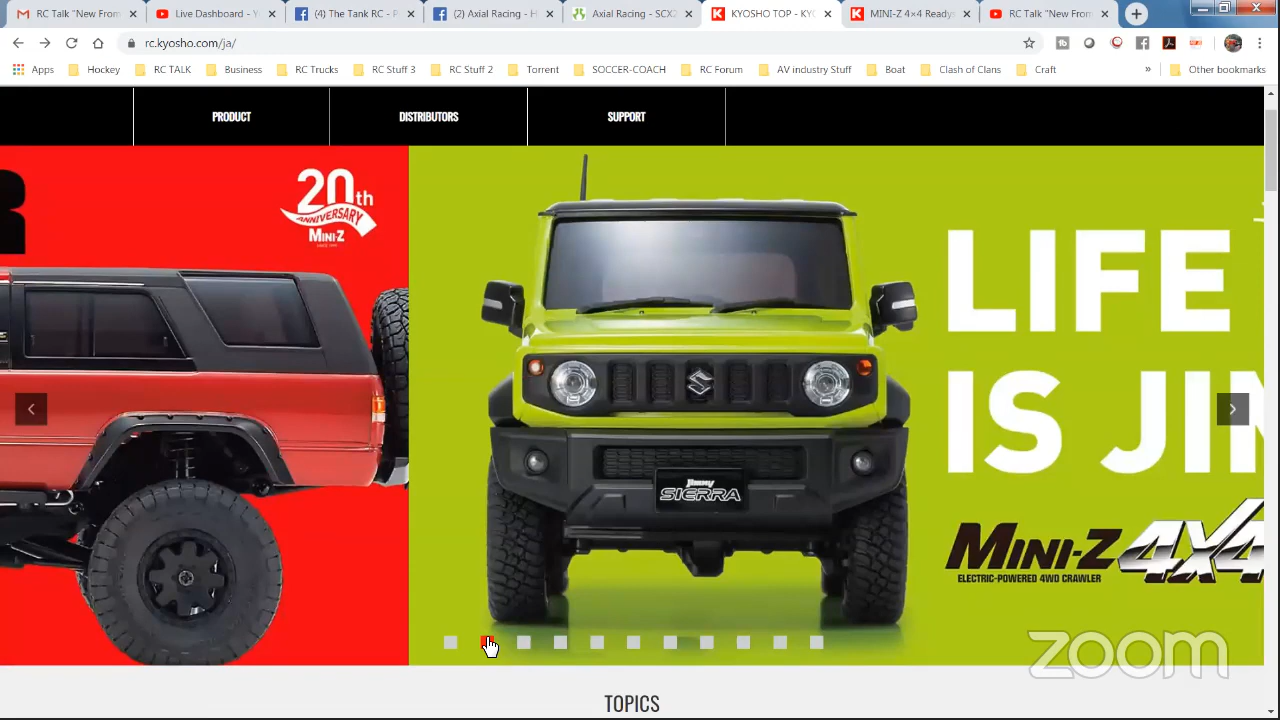 RC Talk "New From
Live Dashboard - Y
(4) The Tank RC - P
(2) Axial Racing - H
Axial Racing - SCX2
KYOSHO TOP - KYO
MINI-Z 4×4 Readys
RC Talk "New From
rc.kyosho.com/ja/
Apps
Hockey
RC TALK
Business
RC Trucks
RC Stuff 3
RC Stuff 2
Torrent
SOCCER-COACH
RC Forum
AV industry Stuff
Boat
Clash of Clans
Craft
»
Other bookmarks
PRODUCT
DISTRIBUTORS
SUPPORT
R
20th
ANNIVERSARY
MINI-Z
LIFE
IS JIM
Jimny
SIERRA
MINI-Z 4X4
ELECTRIC-POWERED 4WD CRAWLER
zoom
TOPICS